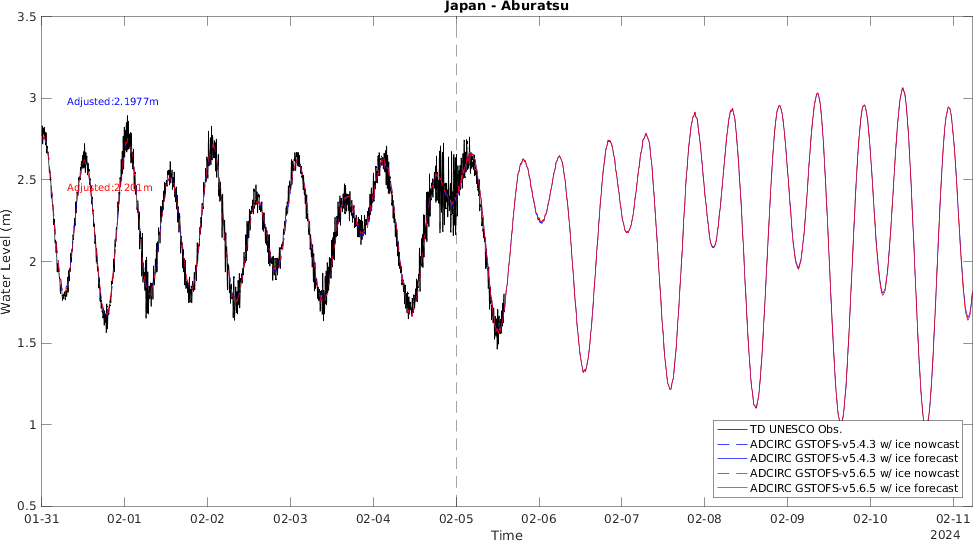 Japan - Aburatsu
3.5
3
2.5
2
1.5
1
0.5
Water Level (m)
Adjusted:2.1977m
Adjusted:2.201m
TD UNESCO Obs.
ADCIRC GSTOFS-v5.4.3 w/ ice nowcast
ADCIRC GSTOFS-v5.4.3 w/ ice forecast
ADCIRC GSTOFS-v5.6.5 w/ ice nowcast
ADCIRC GSTOFS-v5.6.5 w/ ice forecast
01-31 02-01 02-02 02-03 02-04 02-05 02-06 02-07 02-08 02-09 02-10 02-11
Time
2024